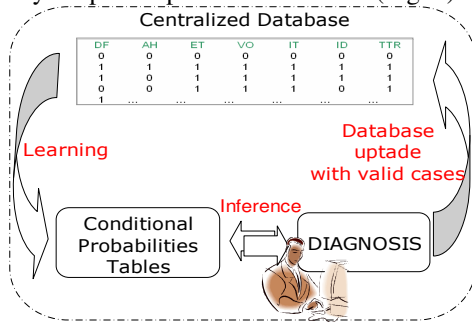 Centralized Database
DF AH ET VO IT ID TTR
0 0 0 0 0 0 0
1 1 1 1 1 1 1
1 0 1 1 1 0 1
0 0 1 1 1 1 1
1 ... ... ... ... ... ...
Learning
Database
uptade
with valid cases
Inference
Conditional
Probabilities
Tables
DIAGNOSIS